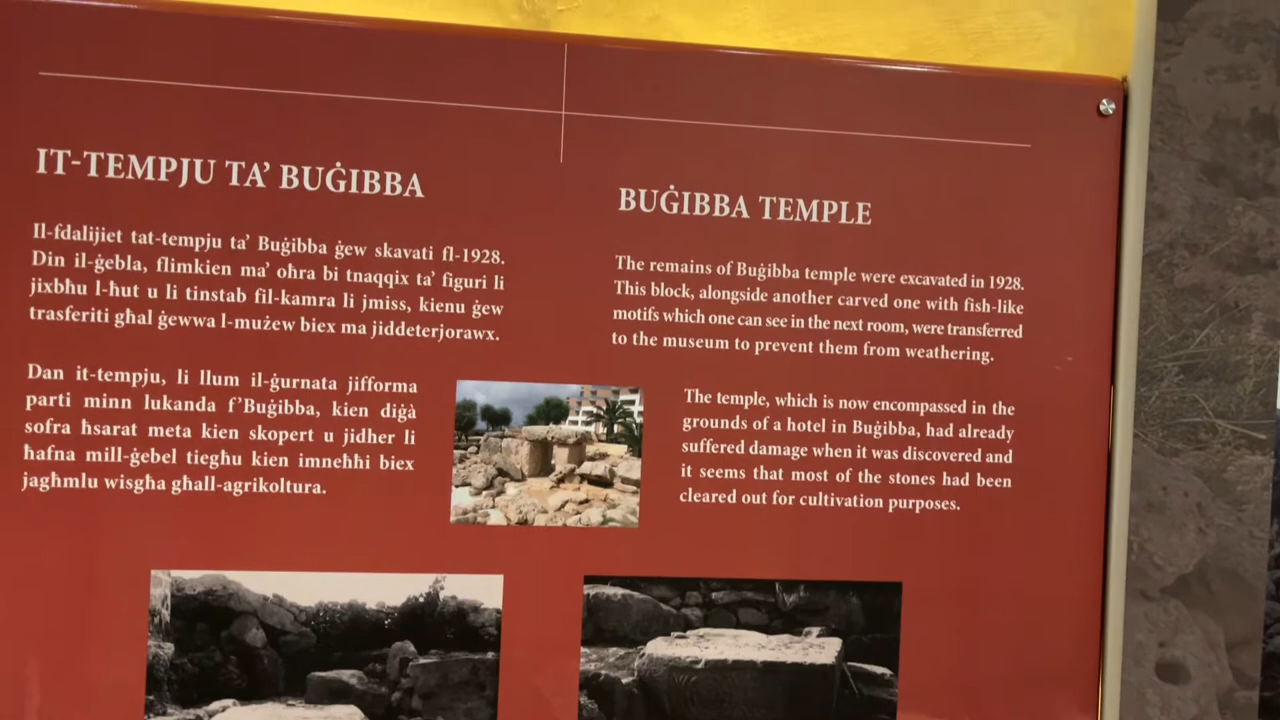 IT-TEMPJU TA’ BUĠIBBA
Il-fdalijiet tat-tempju ta’ Buġibba ġew skavati fl-1928.
Din il-ġebla, flimkien ma’ oħra bi tnaqqix ta’ figuri li
jixbħu l-ħut u li tinstab fil-kamra li jmiss, kienu ġew
trasferiti għal ġewwa l-mużew biex ma jiddeterjorawx.
Dan it-tempju, li llum il-ġurnata jifforma
parti minn lukanda f’Buġibba, kien diġà
sofra ħsarat meta kien skopert u jidher li
ħafna mill-ġebel tiegħu kien imneħħi biex
jagħmlu wisgħa għall-agrikoltura.
BUĠIBBA TEMPLE
The remains of Buġibba temple were excavated in 1928.
This block, alongside another carved one with fish-like
motifs which one can see in the next room, were transferred
to the museum to prevent them from weathering.
The temple, which is now encompassed in the
grounds of a hotel in Buġibba, had already
suffered damage when it was discovered and
it seems that most of the stones had been
cleared out for cultivation purposes.